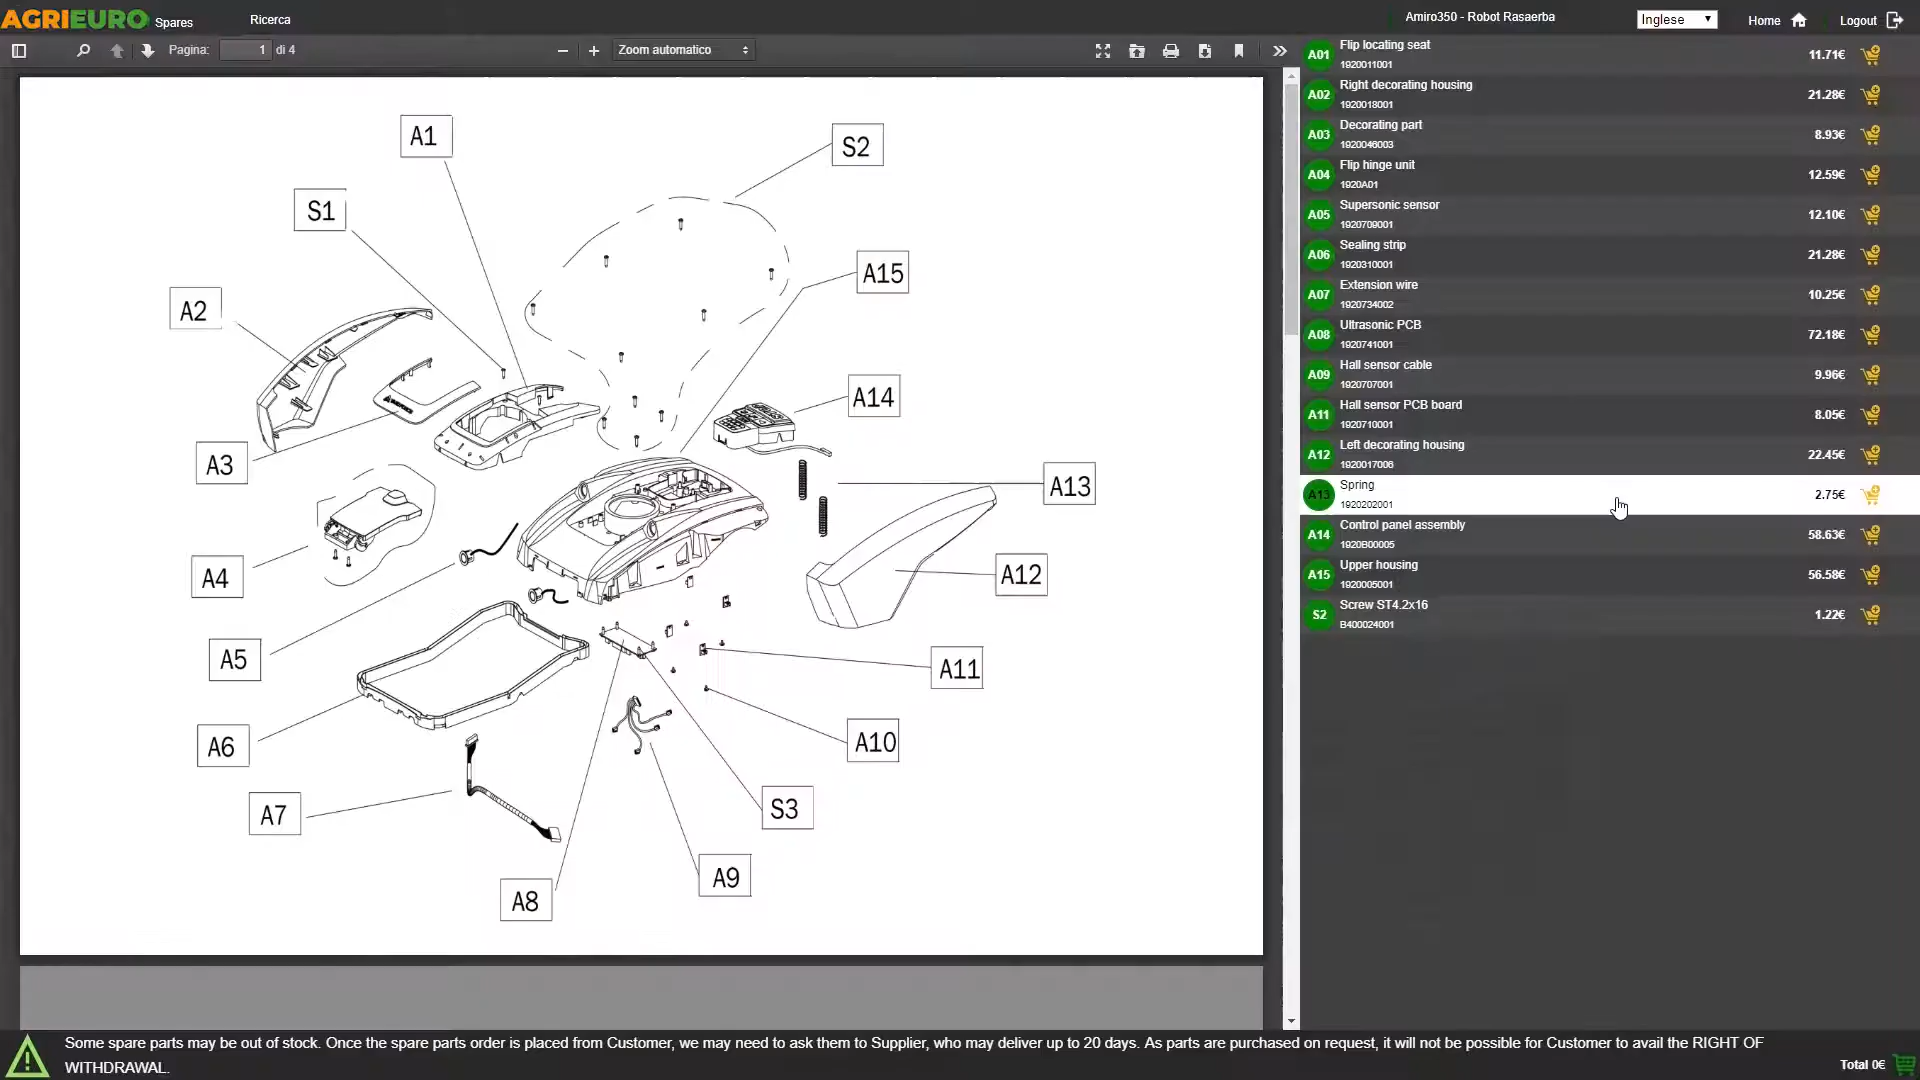 AGRIEURO Spares Ricerca
Amiro350 - Robot Rasaerba Inglese Home Logout
Pagina: 1 di 4 Zoom automatico
A1
S2
S1
A15
A2
A14
A3
A13
A4
A12
A5
A11
A6
A10
A7
S3
A9
A8
A01 Flip locating seat 11.71€
1920011001
A02 Right decorating housing 21.28€
1920018001
A03 Decorating part 8.93€
1920046003
A04 Flip hinge unit 12.59€
1920A01
A05 Supersonic sensor 12.10€
1920709001
A06 Sealing strip 21.28€
1920310001
A07 Extension wire 10.25€
1920734002
A08 Ultrasonic PCB 72.18€
1920741001
A09 Hall sensor cable 9.96€
1920707001
A11 Hall sensor PCB board 8.05€
1920710001
A12 Left decorating housing 22.45€
1920017006
A13 Spring 2.75€
1920202001
A14 Control panel assembly 58.63€
1920B00005
A15 Upper housing 56.58€
1920005001
S2 Screw ST4.2x16 1.22€
B400024001
Some spare parts may be out of stock. Once the spare parts order is placed from Customer, we may need to ask them to Supplier, who may deliver up to 20 days. As parts are purchased on request, it will not be possible for Customer to avail the RIGHT OF
WITHDRAWAL.
Total 0€